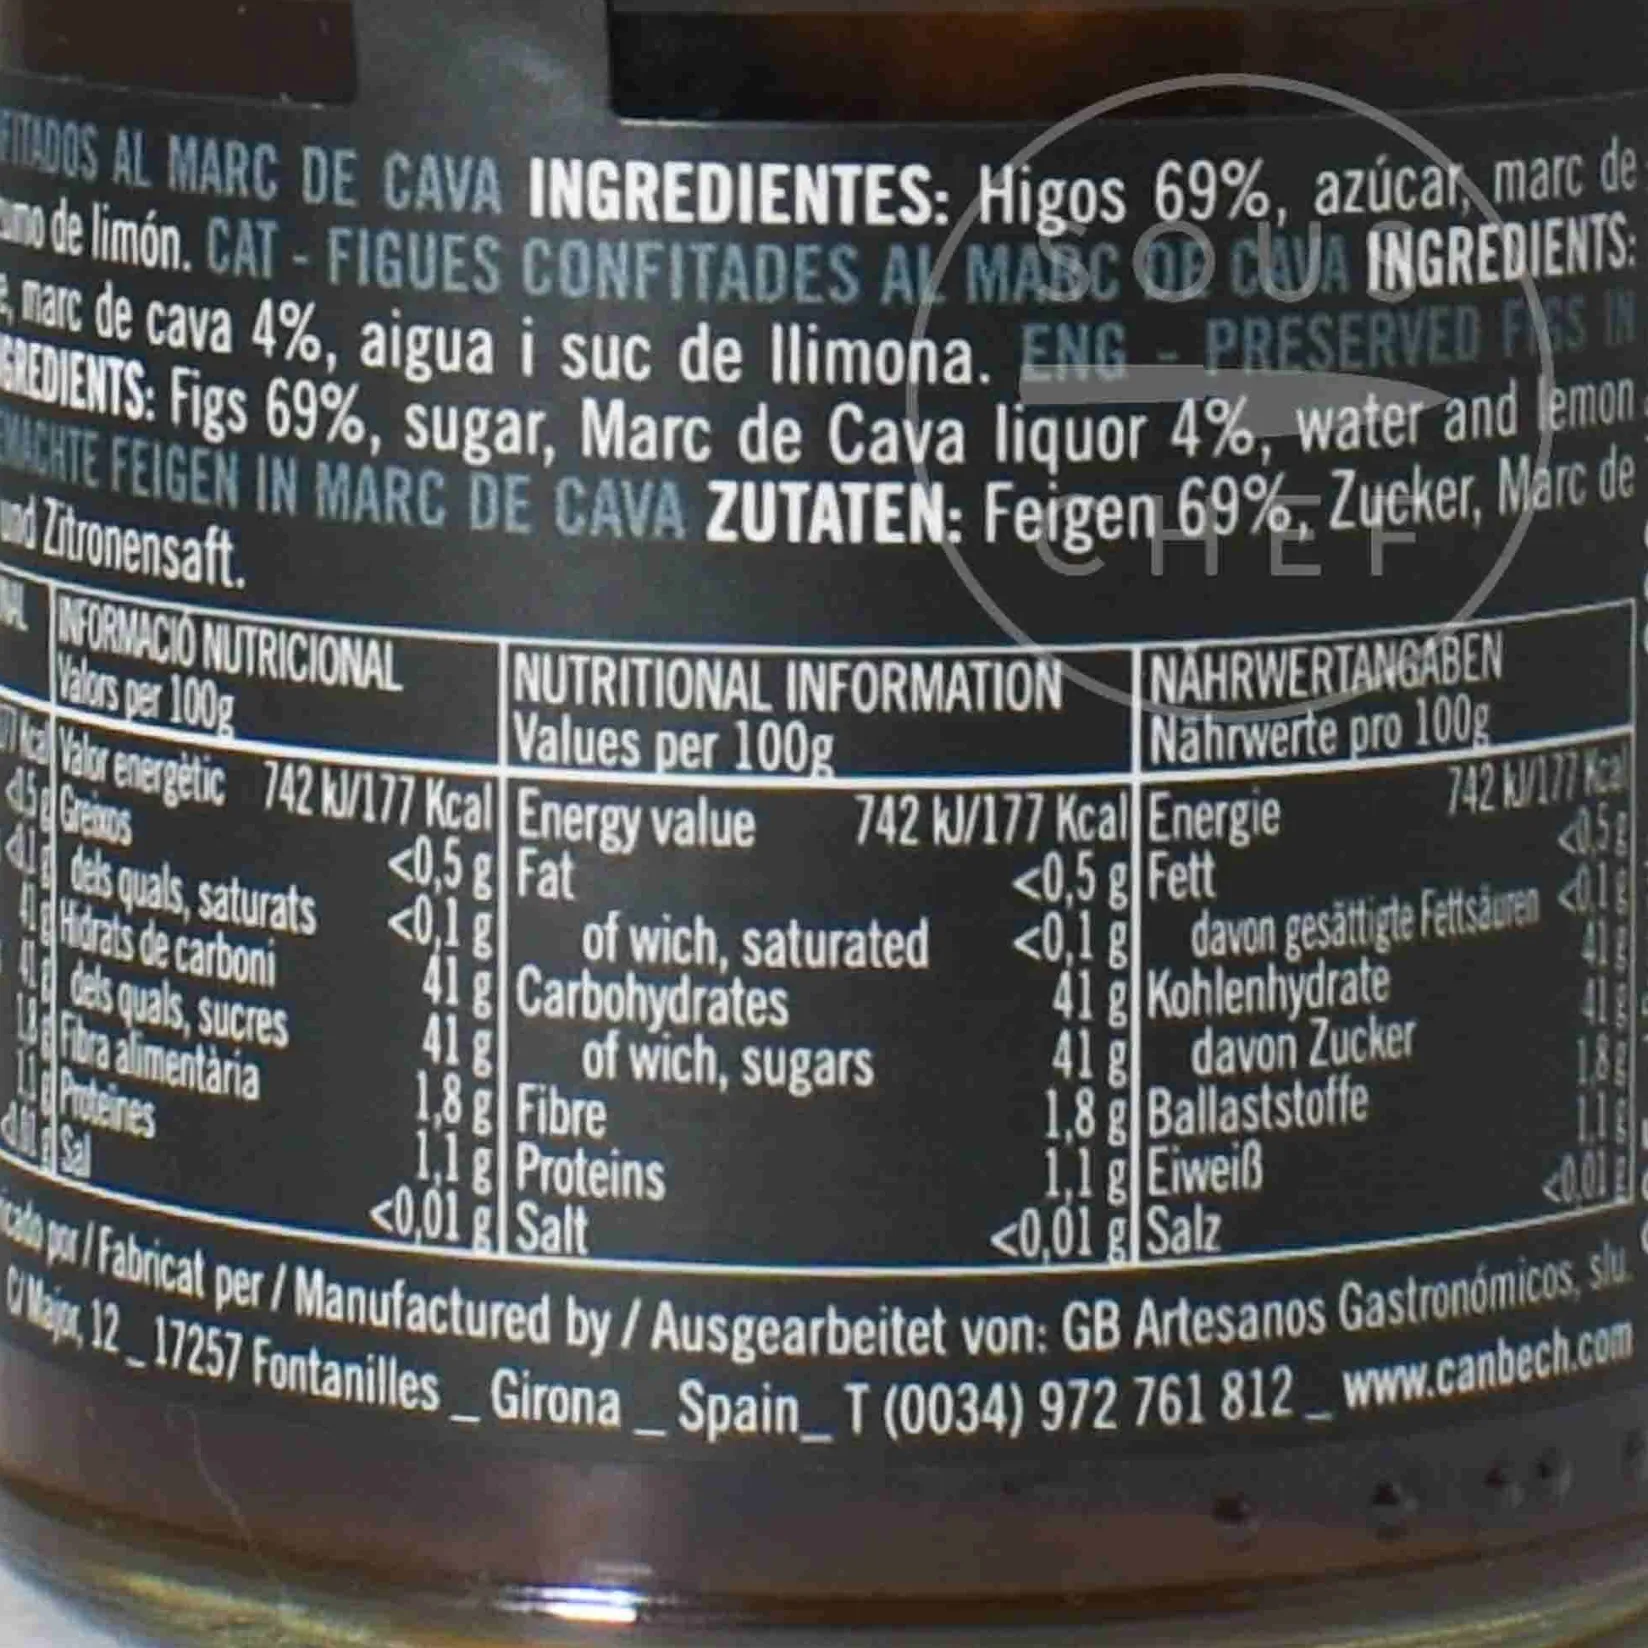 AL MARC DE CAVA INGREDIENTES: Higos 69%, azúcar, marc de
de limón. CAT - FIGUES CONFITADES AL MARC DE CAVA INGREDIENTS:
marc de cava 4%, aigua i suc de llimona. ENG - PRESERVED FIGS IN
Figs 69%, sugar, Marc de Cava liquor 4%, water and lemon
FEIGEN IN MARC DE CAVA ZUTATEN: Feigen 69%, Zucker, Marc de
und Zitronensaft.
SOUS
CHEF
INFORMACIÓ NUTRICIONAL
Valors per 100g
Valor energètic 742 kJ/177 Kcal
Greixos <0,5 g
dels quals, saturats <0,1 g
Hidrats de carboni 41 g
dels quals, sucres 41 g
Fibra alimentària 1,8 g
Proteïnes 1,1 g
Sal <0,01 g
NUTRITIONAL INFORMATION
Values per 100g
Energy value 742 kJ/177 Kcal
Fat <0,5 g
of wich, saturated <0,1 g
Carbohydrates 41 g
of wich, sugars 41 g
Fibre 1,8 g
Proteins 1,1 g
Salt <0,01 g
NÄHRWERTANGABEN
Nährwerte pro 100g
Energie 742 kJ/177 Kcal
Fett <0,5 g
davon gesättigte Fettsäuren <0,1 g
Kohlenhydrate 41 g
davon Zucker 41 g
Ballaststoffe 1,8 g
Eiweiß 1,1 g
Salz <0,01 g
por / Fabricat per / Manufactured by / Ausgearbeitet von: GB Artesanos Gastronómicos, slu.
C/ Major, 12 _ 17257 Fontanilles _ Girona _ Spain_ T (0034) 972 761 812 _ www.canbech.com